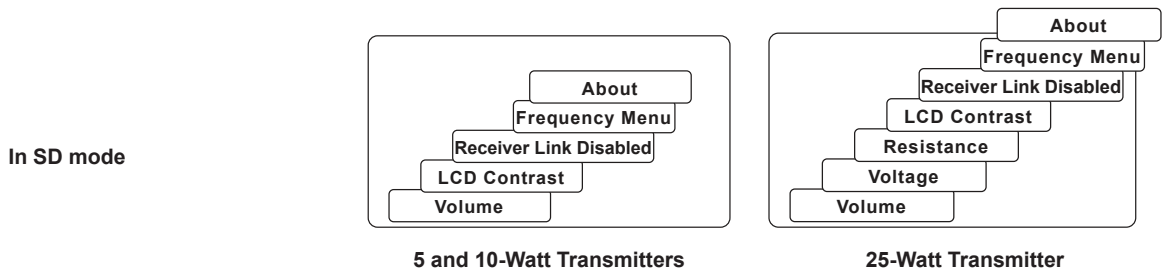 In SD mode
About
Frequency Menu
Receiver Link Disabled
LCD Contrast
Volume
5 and 10-Watt Transmitters
About
Frequency Menu
Receiver Link Disabled
LCD Contrast
Resistance
Voltage
Volume
25-Watt Transmitter